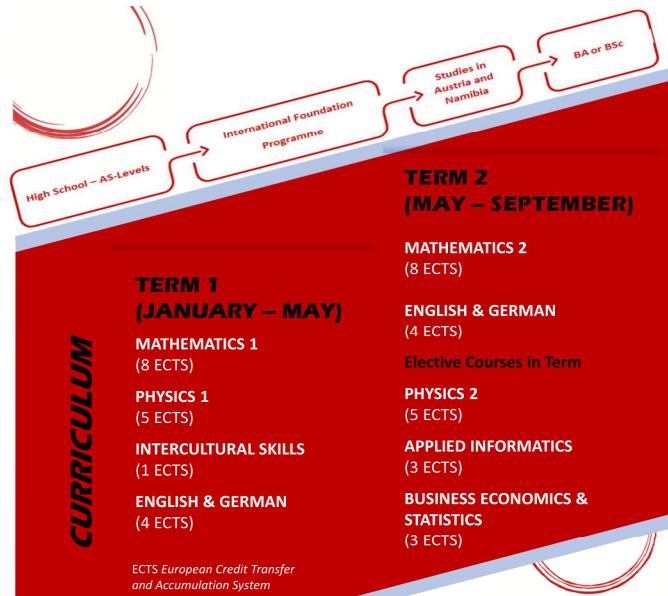 High School – AS-Levels
International Foundation
Programme
Studies in
Austria and
Namibia
BA or BSc
CURRICULUM
TERM 1
(JANUARY – MAY)
MATHEMATICS 1
(8 ECTS)
PHYSICS 1
(5 ECTS)
INTERCULTURAL SKILLS
(1 ECTS)
ENGLISH & GERMAN
(4 ECTS)
ECTS European Credit Transfer
and Accumulation System
TERM 2
(MAY – SEPTEMBER)
MATHEMATICS 2
(8 ECTS)
ENGLISH & GERMAN
(4 ECTS)
Elective Courses in Term
PHYSICS 2
(5 ECTS)
APPLIED INFORMATICS
(3 ECTS)
BUSINESS ECONOMICS &
STATISTICS
(3 ECTS)